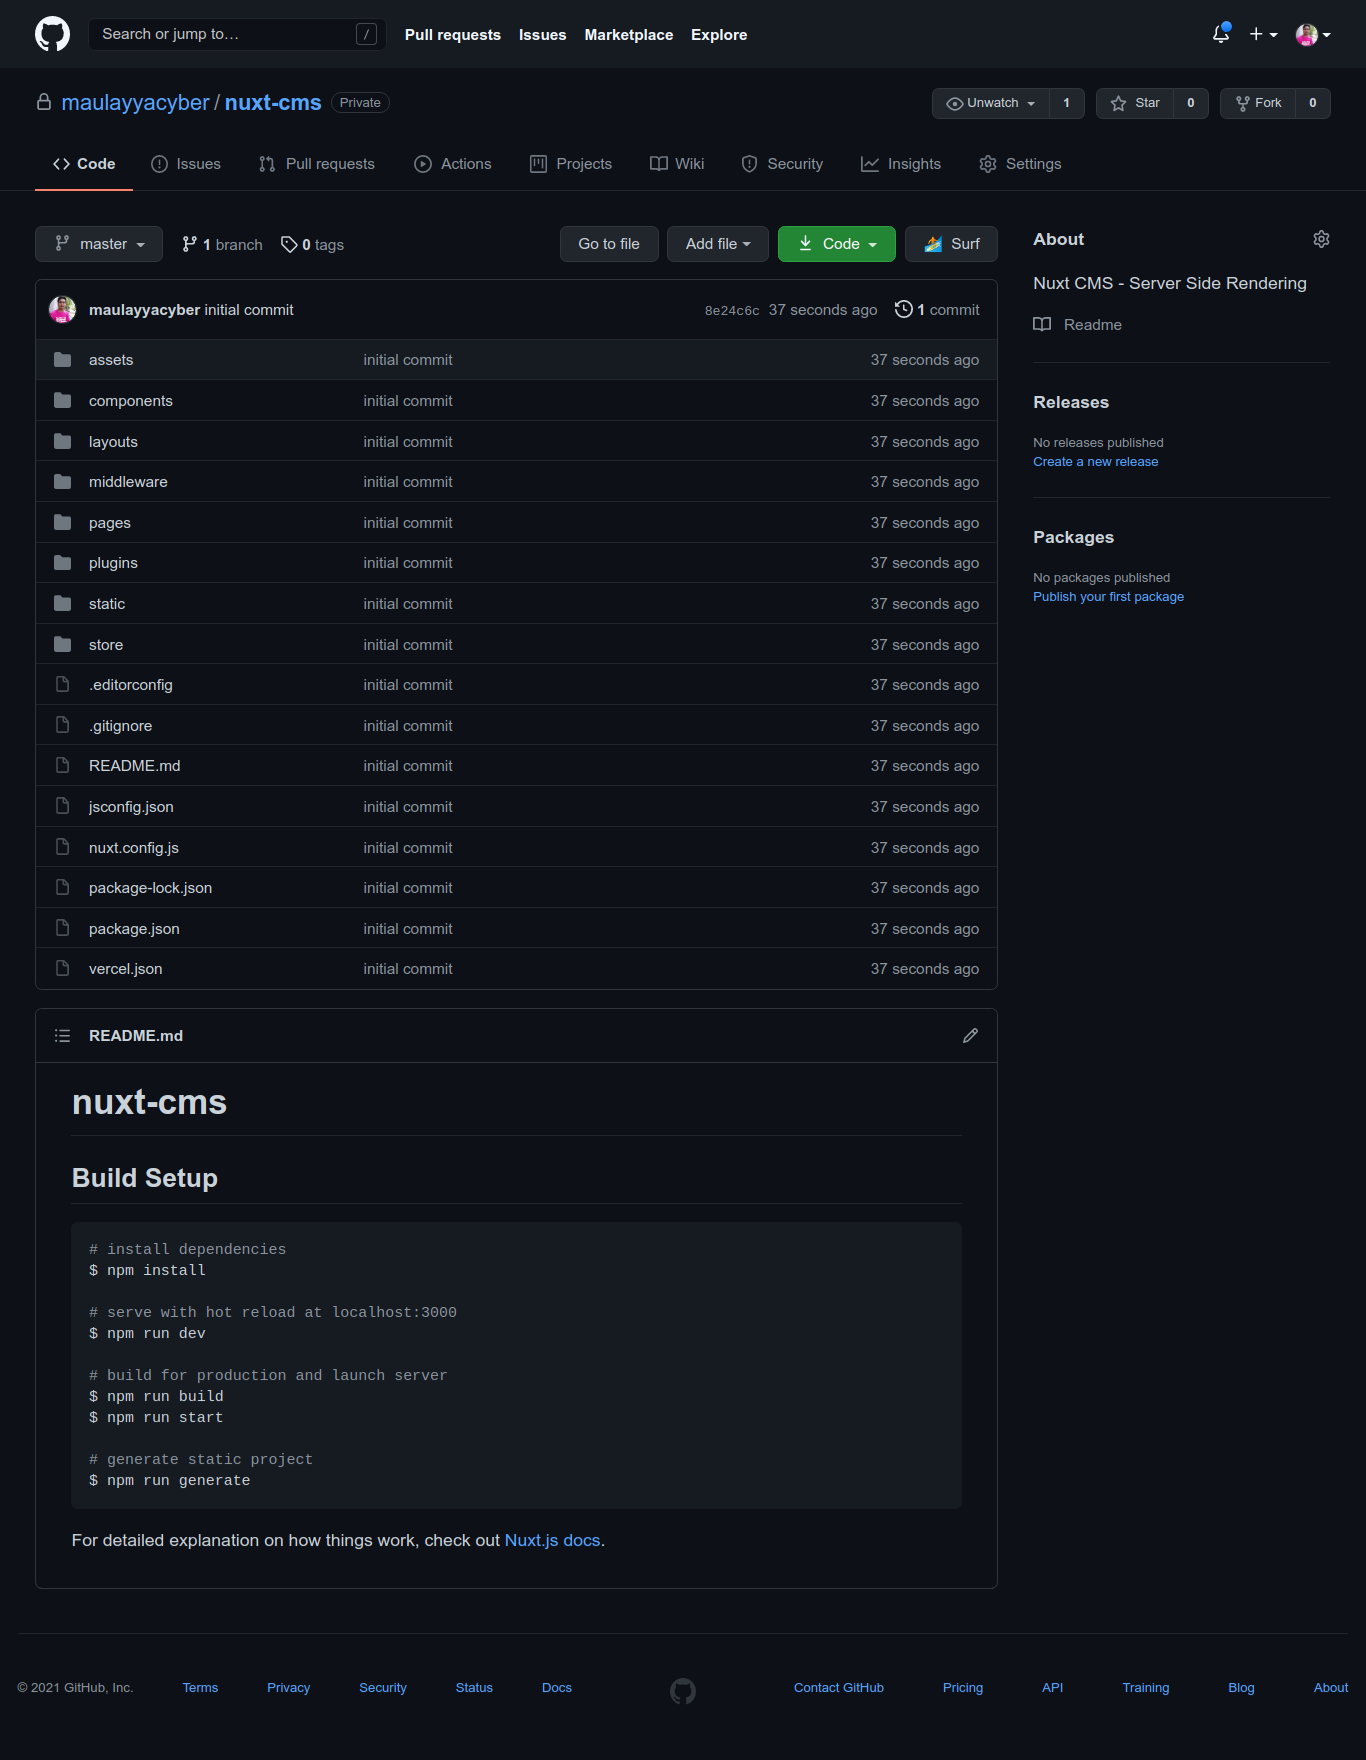 Search or jump to… / Pull requests Issues Marketplace Explore
maulayyacyber / nuxt-cms Private Unwatch 1 Star 0 Fork 0
Code Issues Pull requests Actions Projects Wiki Security Insights Settings
master 1 branch 0 tags Go to file Add file Code Surf
maulayyacyber initial commit 8e24c6c 37 seconds ago 1 commit
assets initial commit 37 seconds ago
components initial commit 37 seconds ago
layouts initial commit 37 seconds ago
middleware initial commit 37 seconds ago
pages initial commit 37 seconds ago
plugins initial commit 37 seconds ago
static initial commit 37 seconds ago
store initial commit 37 seconds ago
.editorconfig initial commit 37 seconds ago
.gitignore initial commit 37 seconds ago
README.md initial commit 37 seconds ago
jsconfig.json initial commit 37 seconds ago
nuxt.config.js initial commit 37 seconds ago
package-lock.json initial commit 37 seconds ago
package.json initial commit 37 seconds ago
vercel.json initial commit 37 seconds ago
About
Nuxt CMS - Server Side Rendering
Readme
Releases
No releases published
Create a new release
Packages
No packages published
Publish your first package
README.md
nuxt-cms
Build Setup
# install dependencies
$ npm install
# serve with hot reload at localhost:3000
$ npm run dev
# build for production and launch server
$ npm run build
$ npm run start
# generate static project
$ npm run generate
For detailed explanation on how things work, check out Nuxt.js docs.
© 2021 GitHub, Inc. Terms Privacy Security Status Docs Contact GitHub Pricing API Training Blog About